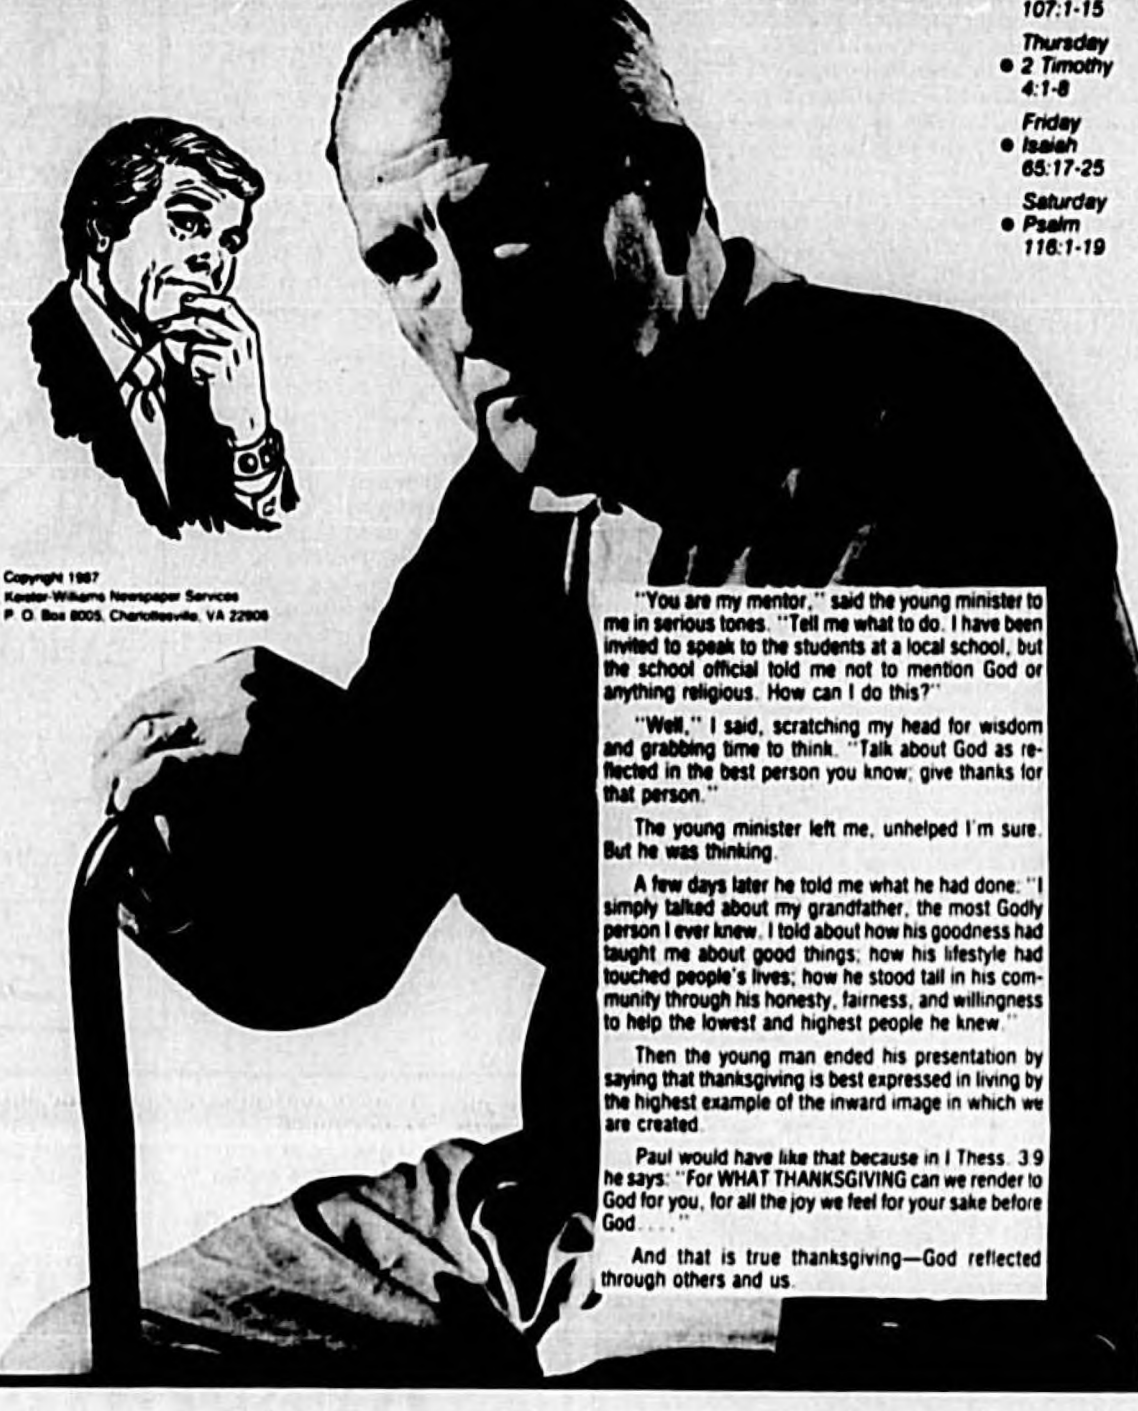 107:1-15
Thursday
● 2 Timothy
4:1-8
Friday
● Isaiah
65:17-25
Saturday
● Psalm
116:1-19
Copyright 1987
Keister-Williams Newspaper Services
P. O. Box 8005, Charlottesville, VA 22906
"You are my mentor," said the young minister to
me in serious tones. "Tell me what to do. I have been
invited to speak to the students at a local school, but
the school official told me not to mention God or
anything religious. How can I do this?"
"Well," I said, scratching my head for wisdom
and grabbing time to think. "Talk about God as re-
flected in the best person you know; give thanks for
that person."
The young minister left me, unhelped I'm sure.
But he was thinking.
A few days later he told me what he had done: "I
simply talked about my grandfather, the most Godly
person I ever knew. I told about how his goodness had
taught me about good things; how his lifestyle had
touched people's lives; how he stood tall in his com-
munity through his honesty, fairness, and willingness
to help the lowest and highest people he knew."
Then the young man ended his presentation by
saying that thanksgiving is best expressed in living by
the highest example of the inward image in which we
are created.
Paul would have like that because in I Thess. 3:9
he says: "For WHAT THANKSGIVING can we render to
God for you, for all the joy we feel for your sake before
God...."
And that is true thanksgiving—God reflected
through others and us.